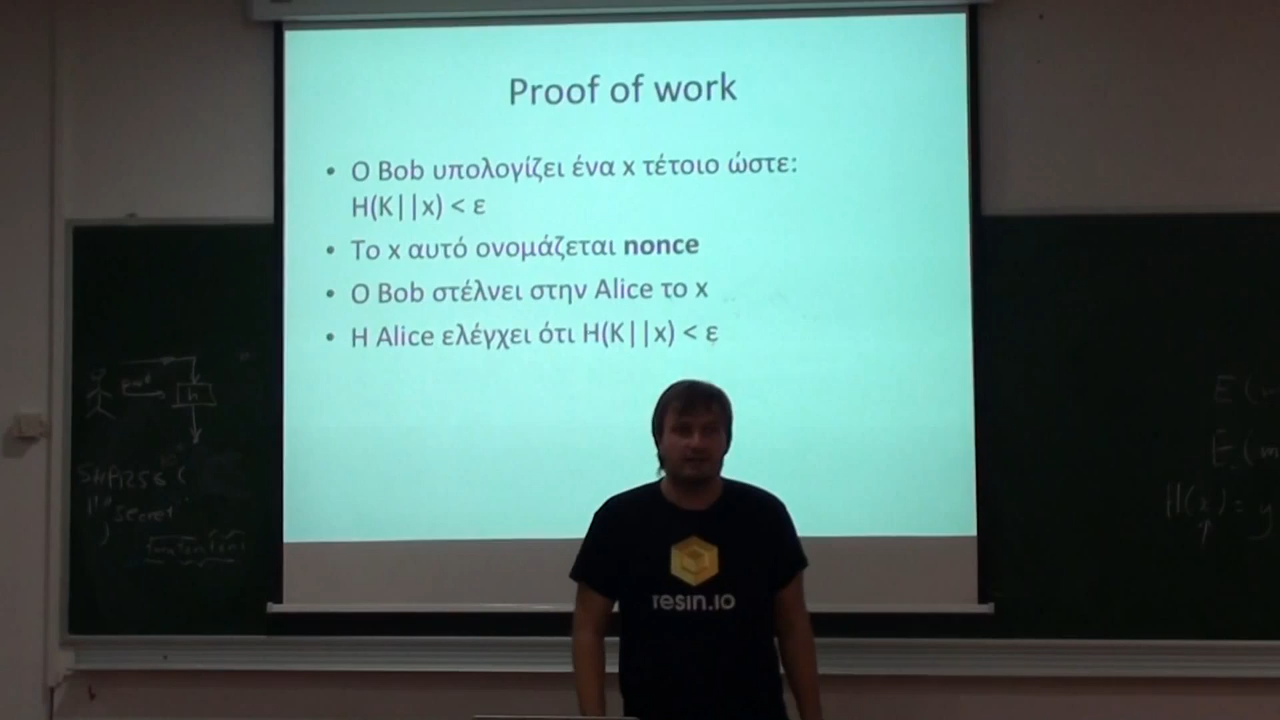 Proof of work
• Ο Bob υπολογίζει ένα x τέτοιο ώστε:
H(K||x) < ε
• Το x αυτό ονομάζεται nonce
• Ο Bob στέλνει στην Alice το x
• Η Alice ελέγχει ότι H(K||x) < ε
SHA256 (
"secret"
)
E(m
E(m
H(x) = y
resin.io